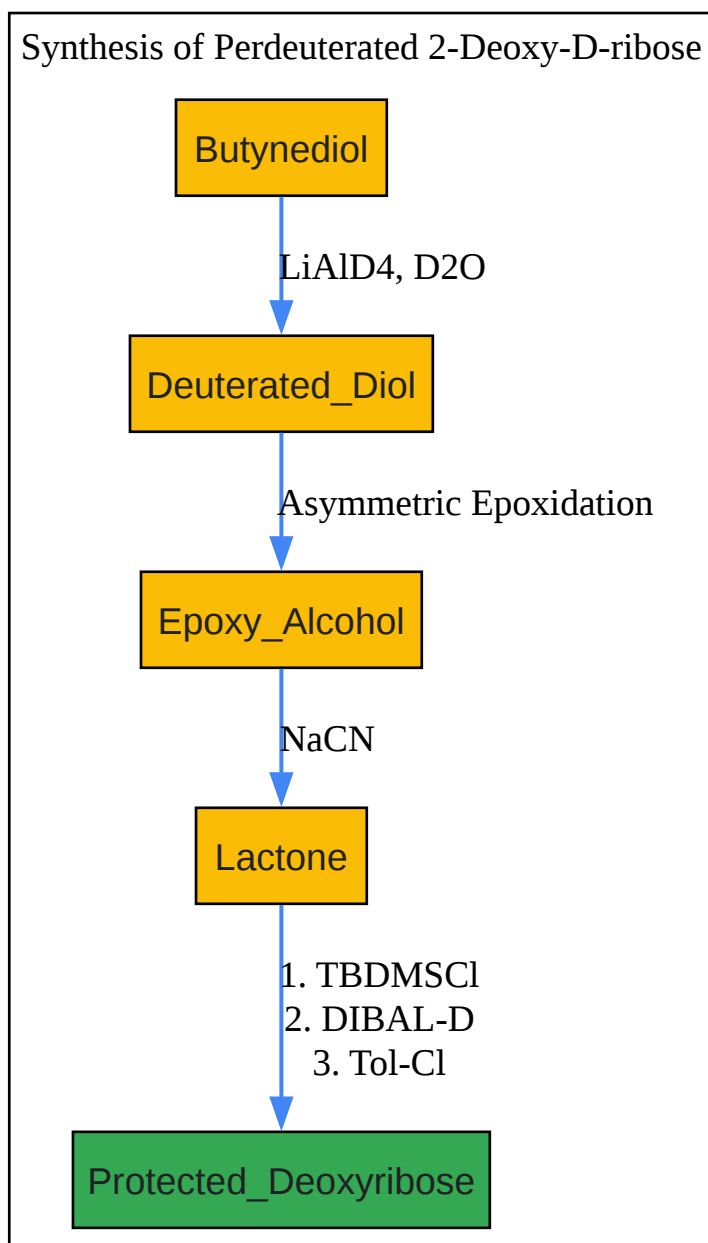 Synthesis of Perdeuterated 2-Deoxy-D-ribose
Butynediol
LiAlD4, D2O
Deuterated_Diol
Asymmetric Epoxidation
Epoxy_Alcohol
NaCN
Lactone
1. TBDMSCl
2. DIBAL-D
3. Tol-Cl
Protected_Deoxyribose